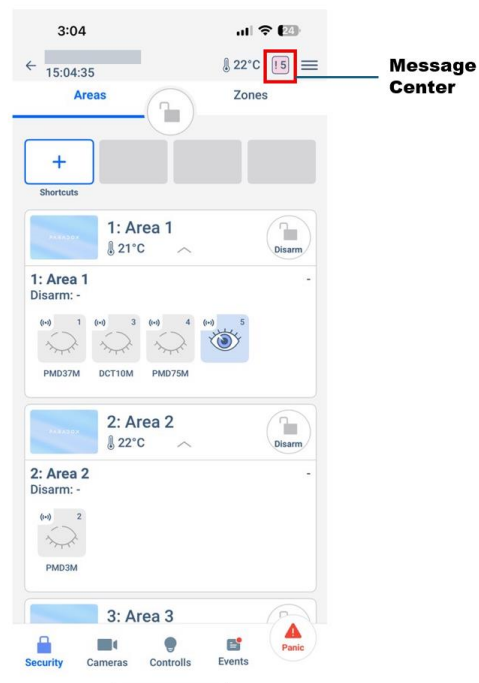 3:04
24
15:04:35
22°C
!5
Message
Center
Areas
Zones
+
Shortcuts
PARADOX
1: Area 1
21°C
Disarm
1: Area 1
-
Disarm: -
1
3
4
5
PMD37M
DCT10M
PMD75M
PARADOX
2: Area 2
22°C
Disarm
2: Area 2
-
Disarm: -
2
PMD3M
3: Area 3
Security
Cameras
Controlls
Events
Panic